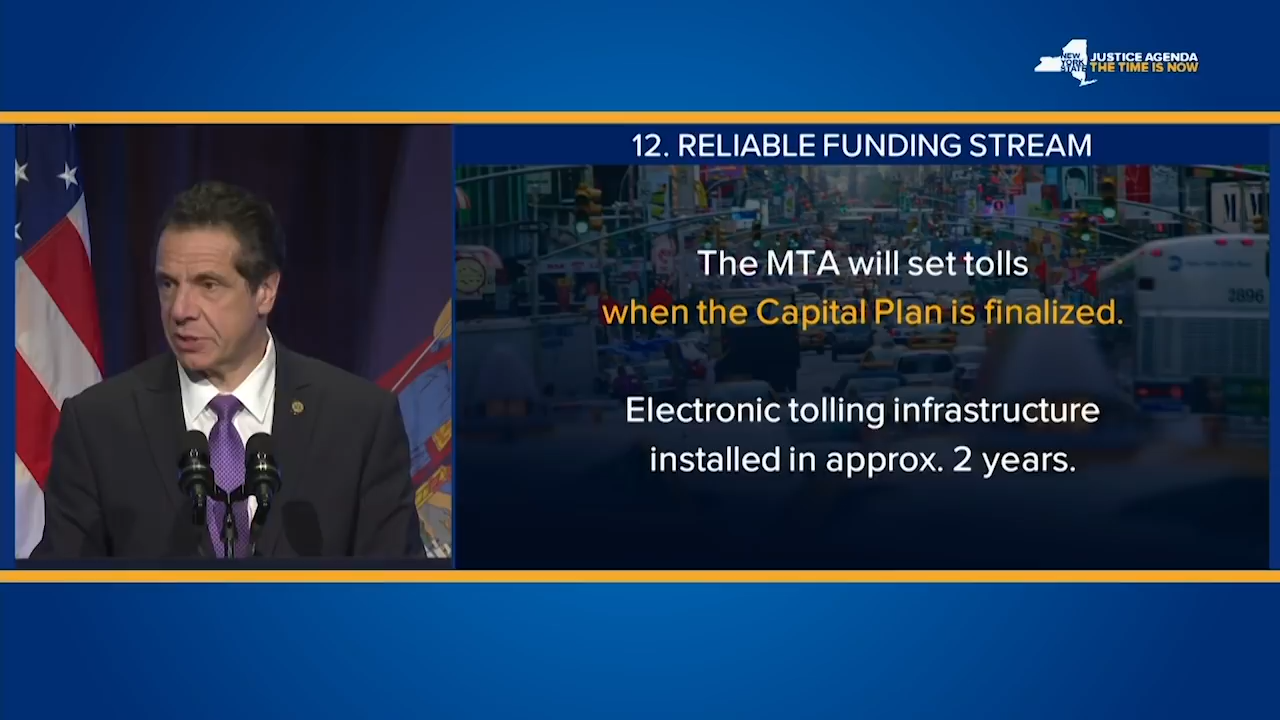 NEW
YORK
STATE
JUSTICE AGENDA
THE TIME IS NOW
12. RELIABLE FUNDING STREAM
The MTA will set tolls
when the Capital Plan is finalized.
Electronic tolling infrastructure
installed in approx. 2 years.
2896